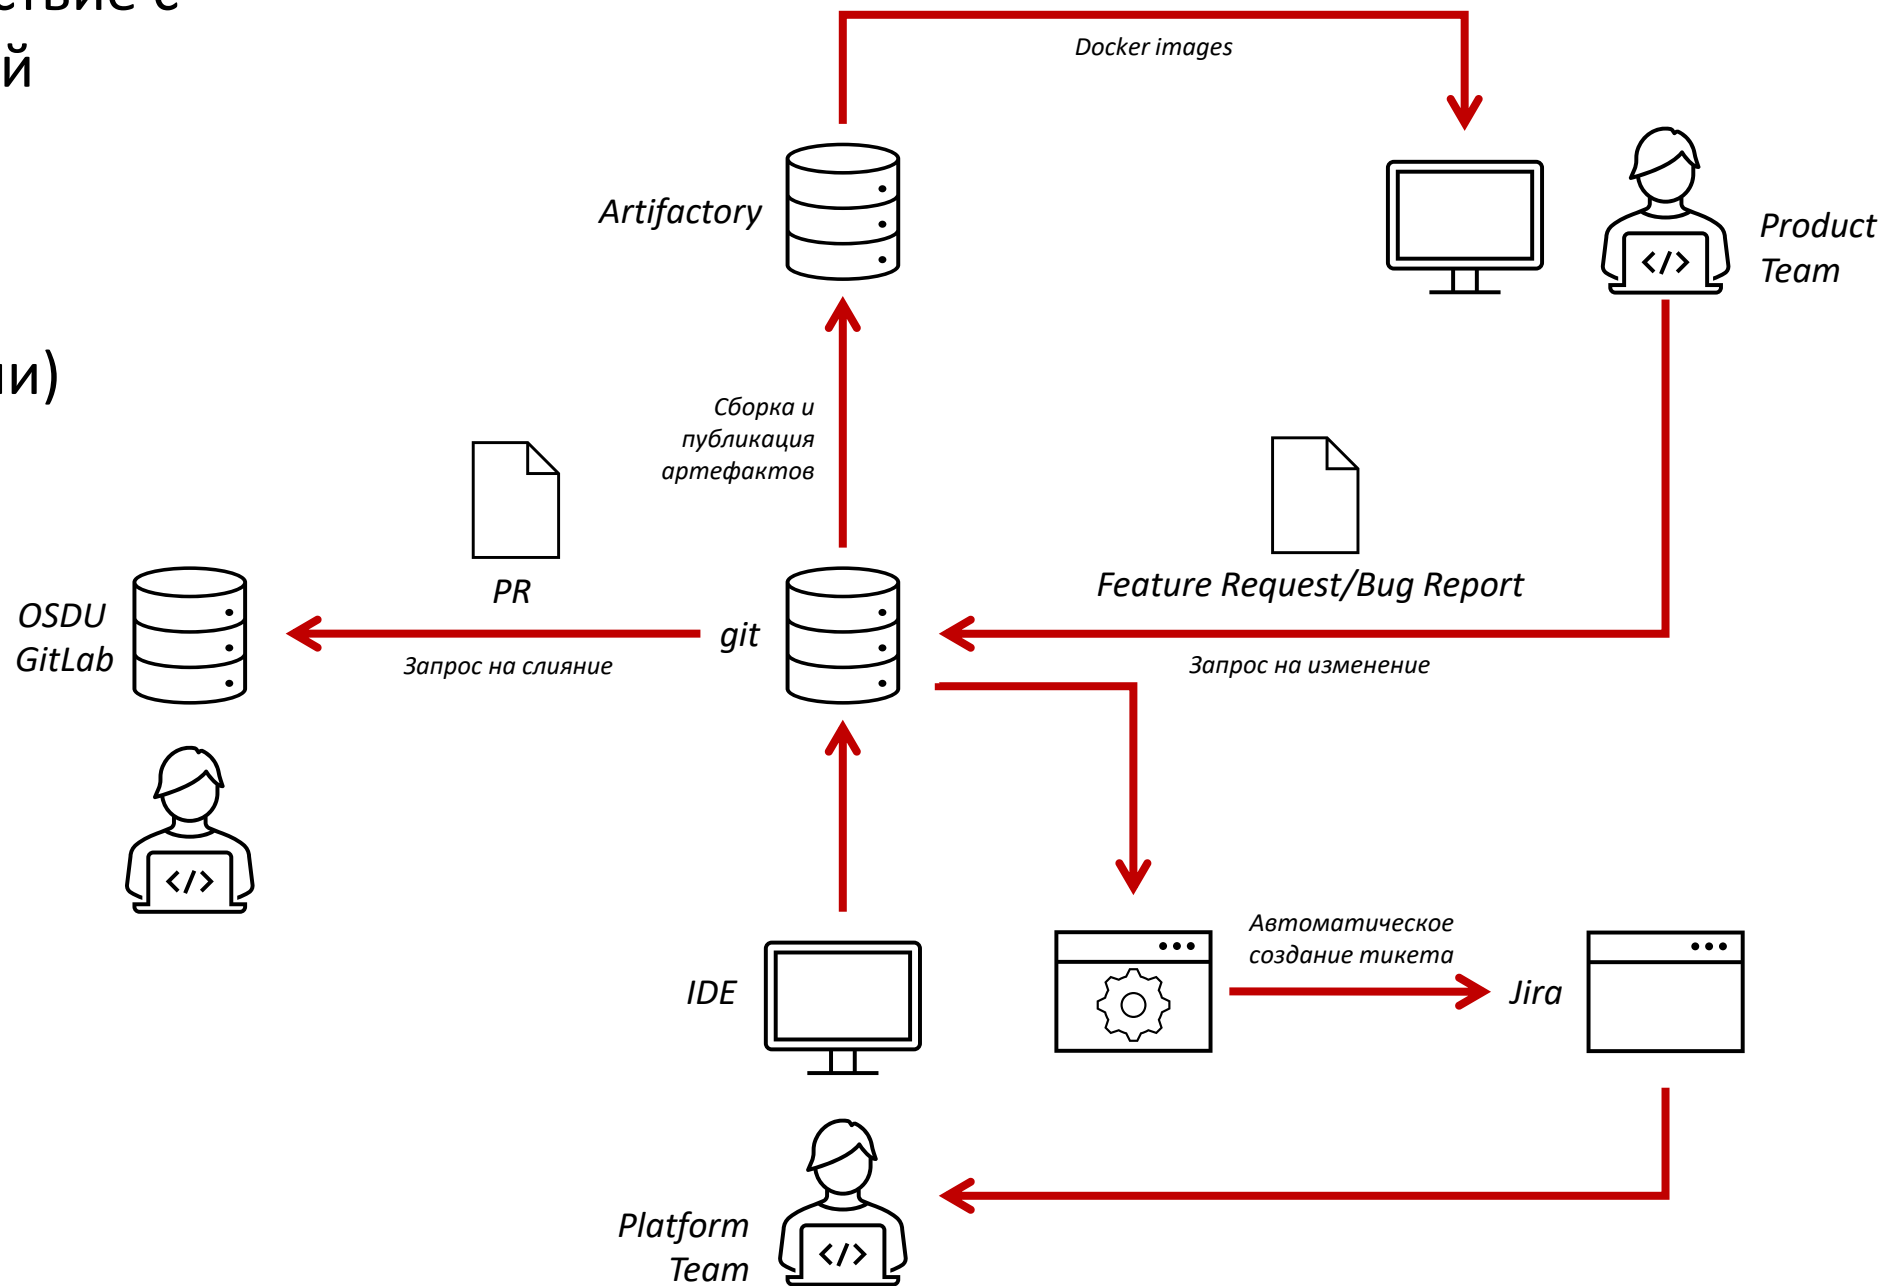 й
Docker images
Artifactory
Product
Team
ии)
Сборка и
публикация
артефактов
PR
Feature Request/Bug Report
OSDU
GitLab
git
Запрос на слияние
Запрос на изменение
</>
Автоматическое
создание тикета
IDE
Jira
Platform
Team
</>
</>